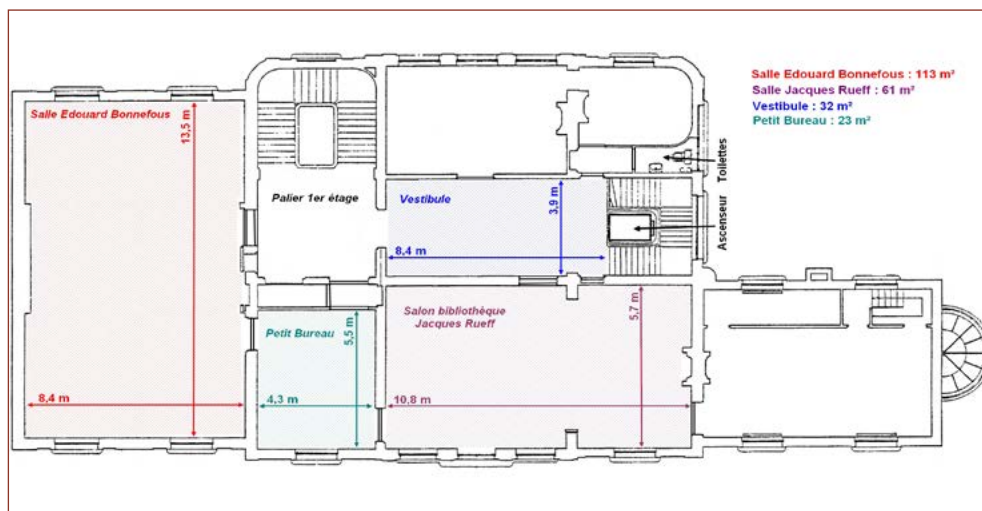 Salle Edouard Bonnefous : 113 m²
Salle Jacques Rueff : 61 m²
Vestibule : 32 m²
Petit Bureau : 23 m²
Salle Edouard Bonnefous
13,5 m
8,4 m
Palier 1er étage
Vestibule
3,9 m
8,4 m
Toilettes
Ascenseur
Petit Bureau
5,5 m
4,3 m
Salon bibliothèque
Jacques Rueff
5,7 m
10,8 m